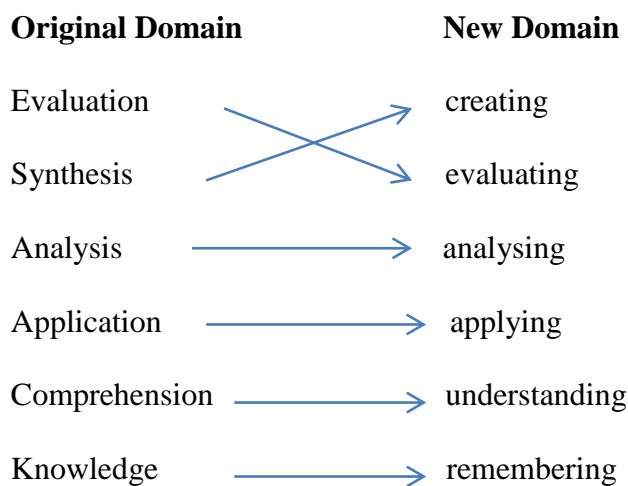 Original Domain New Domain
Evaluation creating
Synthesis evaluating
Analysis analysing
Application applying
Comprehension understanding
Knowledge remembering